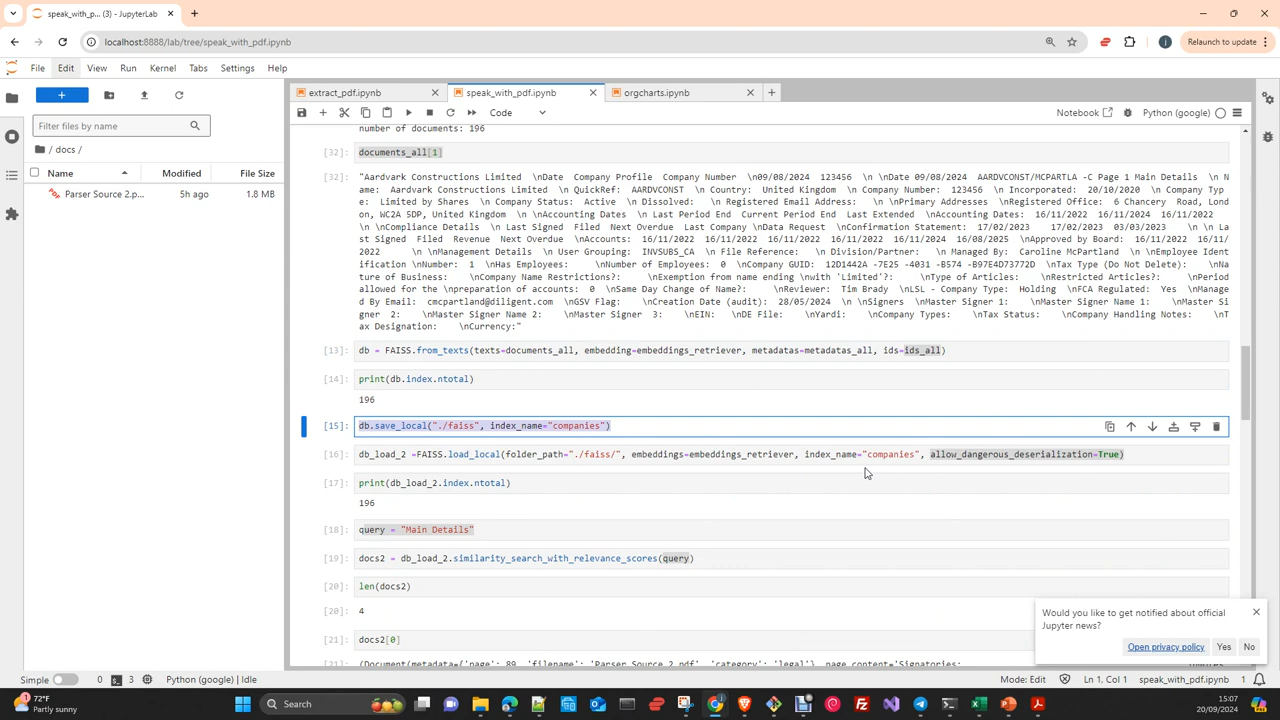 speak_with_p... (3) - JupyterLab
localhost:8888/lab/tree/speak_with_pdf.ipynb
Relaunch to update
File Edit View Run Kernel Tabs Settings Help
extract_pdf.ipynb
speak_with_pdf.ipynb
orgcharts.ipynb
Code
Notebook
Python (google)
Filter files by name
/ docs /
Name Modified File Size
Parser Source 2.p... 5h ago 1.8 MB
number of documents: 196
[32]: documents_all[1]
[32]: "Aardvark Constructions Limited \nDate Company Profile Company Number \n09/08/2024 123456 \n \nDate 09/08/2024 AARDVCONST/MCPARTLA -C Page 1 Main Details \nN
ame: Aardvark Constructions Limited \n QuickRef: AARDVCONST \n Country: United Kingdom \n Company Number: 123456 \n Incorporated: 20/10/2020 \n Company Typ
e: Limited by Shares \n Company Status: Active \n Dissolved: \n Registered Email Address: \n \nPrimary Addresses \nRegistered Office: 6 Chancery Road, Lond
on, WC2A 5DP, United Kingdom \n \nAccounting Dates \n Last Period End Current Period End Last Extended \nAccounting Dates: 16/11/2022 16/11/2024 16/11/2022
\n \nCompliance Details \n Last Signed Filed Next Overdue Last Company \nData Request \nConfirmation Statement: 17/02/2023 17/02/2023 03/03/2023 \n \n \n La
st Signed Filed Revenue Next Overdue \nAccounts: 16/11/2022 16/11/2022 16/11/2022 16/11/2024 16/08/2025 \nApproved by Board: 16/11/2022 16/11/
2022 \n \nManagement Details \n User Grouping: INVSUBS_CA \n File Reference: \n Division/Partner: \n Managed By: Caroline McPartland \n \nEmployee Ident
ification \nNumber: 1 \nHas Employees: \nNumber of Employees: 0 \nCompany GUID: 12D1442A -7E25 -4031 -B574 -B97E4D73772D \nTax Type (Do Not Delete): \nNa
ture of Business: \nCompany Name Restrictions?: \nExemption from name ending \nwith 'Limited'?: \nType of Articles: \nRestricted Articles?: \nPeriod
allowed for the \npreparation of accounts: 0 \nSame Day Change of Name?: \nReviewer: Tim Brady \nLSL - Company Type: Holding \nFCA Regulated: Yes \nManage
d By Email: cmcpartland@diligent.com \nGSV Flag: \nCreation Date (audit): 28/05/2024 \n \nSigners \nMaster Signer 1: \nMaster Signer Name 1: \nMaster Si
gner 2: \nMaster Signer Name 2: \nMaster Signer 3: \nEIN: \nDE File: \nYardi: \nCompany Types: \nTax Status: \nCompany Handling Notes: \nT
ax Designation: \nCurrency:"
[13]: db = FAISS.from_texts(texts=documents_all, embedding=embeddings_retriever, metadatas=metadatas_all, ids=ids_all)
[14]: print(db.index.ntotal)
196
[15]: db.save_local("./faiss", index_name="companies")
[16]: db_load_2 =FAISS.load_local(folder_path="./faiss/", embeddings=embeddings_retriever, index_name="companies", allow_dangerous_deserialization=True)
[17]: print(db_load_2.index.ntotal)
196
[18]: query = "Main Details"
[19]: docs2 = db_load_2.similarity_search_with_relevance_scores(query)
[20]: len(docs2)
[20]: 4
[21]: docs2[0]
[21]: (Document(metadata={'page': 89, 'filename': 'Parser Source 2.pdf', 'category': 'legal'}, page_content='Signatories:
Would you like to get notified about official
Jupyter news?
Open privacy policy Yes No
Simple 0 3 Python (google) | Idle
Mode: Edit Ln 1, Col 1 speak_with_pdf.ipynb 1
72°F
Partly sunny
Search
15:07
20/09/2024